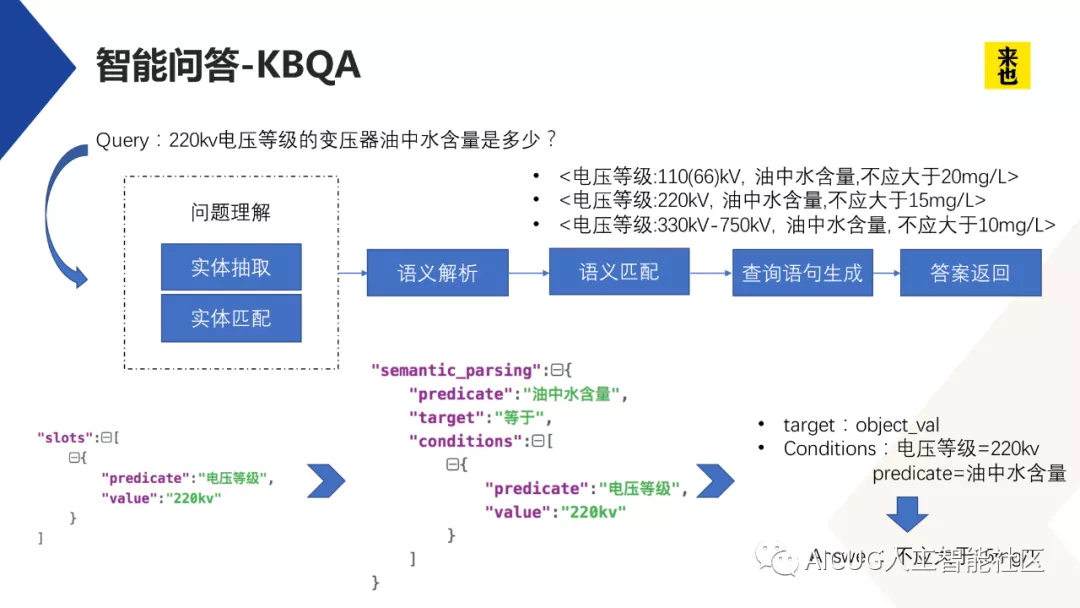 智能问答-KBQA
来也
Query：220kv电压等级的变压器油中水含量是多少？
• <电压等级:110(66)kV, 油中水含量,不应大于20mg/L>
• <电压等级:220kV, 油中水含量,不应大于15mg/L>
• <电压等级:330kV-750kV, 油中水含量, 不应大于10mg/L>
问题理解
实体抽取
实体匹配
语义解析
语义匹配
查询语句生成
答案返回
"slots":[
{
"predicate":"电压等级",
"value":"220kv"
}
]
"semantic_parsing":{
"predicate":"油中水含量",
"target":"等于",
"conditions":[
{
"predicate":"电压等级",
"value":"220kv"
}
]
}
• target：object_val
• Conditions：电压等级=220kv
predicate=油中水含量
Answer：不应大于15mg/L
AICUG人工智能社区